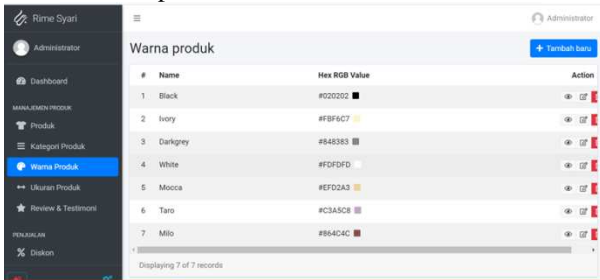 Rime Syari
Administrator
Administrator
Dashboard
MANAJEMEN PRODUK
Produk
Kategori Produk
Warna Produk
Ukuran Produk
Review & Testimoni
PENJUALAN
Diskon
Warna produk
+ Tambah baru
# Name Hex RGB Value Action
1 Black #020202
2 Ivory #FBF6C7
3 Darkgrey #848383
4 White #FDFDFD
5 Mocca #EFD2A3
6 Taro #C3A5C8
7 Milo #864C4C
Displaying 7 of 7 records